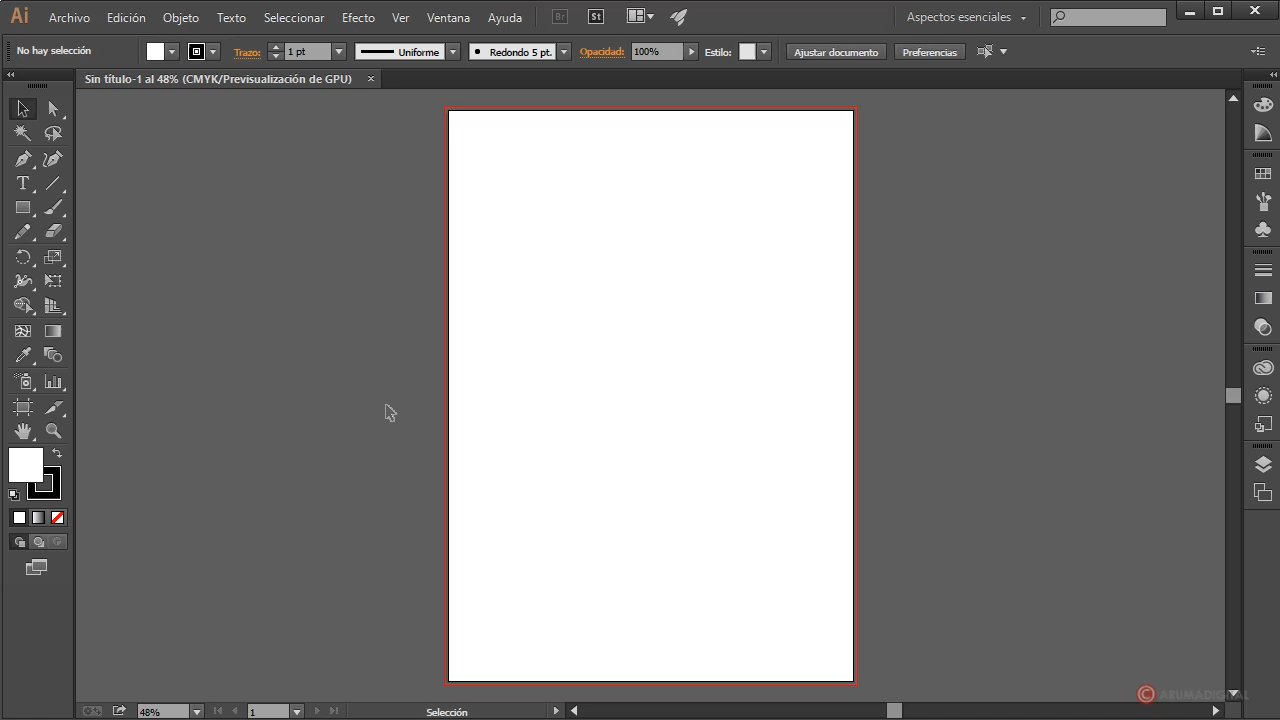 Ai Archivo Edición Objeto Texto Seleccionar Efecto Ver Ventana Ayuda Br St Aspectos esenciales
No hay selección Trazo: 1 pt Uniforme Redondo 5 pt. Opacidad: 100% Estilo: Ajustar documento Preferencias
Sin título-1 al 48% (CMYK/Previsualización de GPU)
T
© ARUMADIGITAL
48% 1 Selección